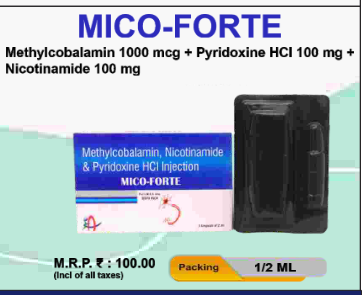 MICO-FORTE
Methylcobalamin 1000 mcg + Pyridoxine HCl 100 mg +
Nicotinamide 100 mg
Methylcobalamin, Nicotinamide
& Pyridoxine HCl Injection
MICO-FORTE
M.R.P. ₹ : 100.00
(Incl of all taxes)
Packing 1/2 ML